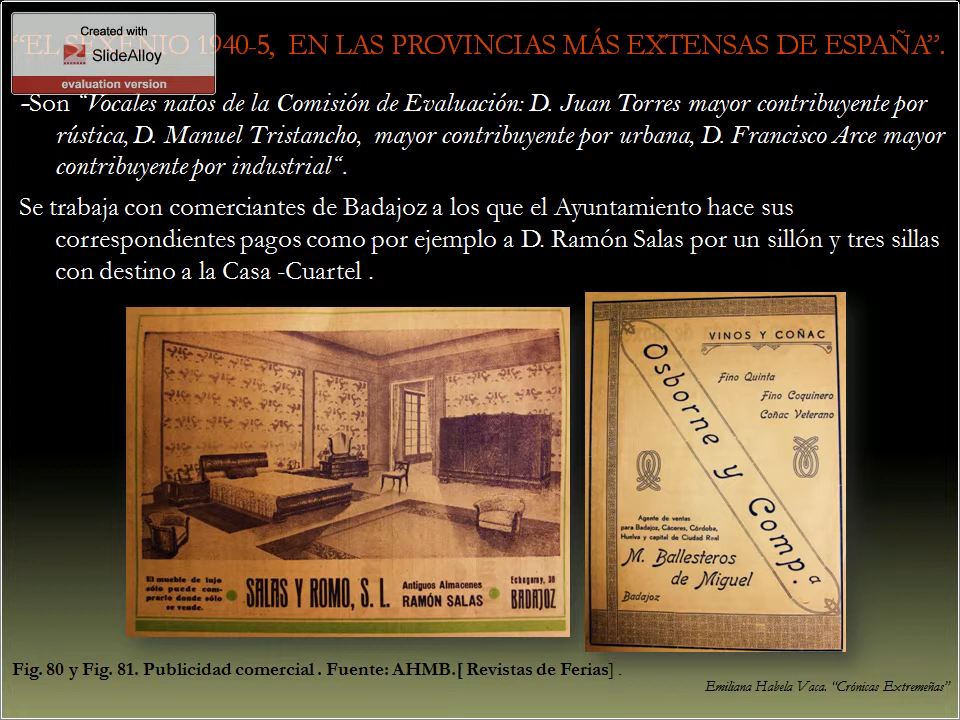 Created with
SlideAlloy
evaluation version
“EL SEXENIO 1940-5, EN LAS PROVINCIAS MÁS EXTENSAS DE ESPAÑA”.
-Son “Vocales natos de la Comisión de Evaluación: D. Juan Torres mayor contribuyente por
rústica, D. Manuel Tristancho, mayor contribuyente por urbana, D. Francisco Arce mayor
contribuyente por industrial“.
Se trabaja con comerciantes de Badajoz a los que el Ayuntamiento hace sus
correspondientes pagos como por ejemplo a D. Ramón Salas por un sillón y tres sillas
con destino a la Casa -Cuartel .
El mueble de lujo
sólo puede com-
prarlo donde sólo
se vende.
SALAS Y ROMO, S. L.
Antiguos Almacenes
RAMÓN SALAS
Echegaray, 30
BADAJOZ
VINOS Y COÑAC
Fino Quinta
Fino Coquinero
Coñac Veterano
Osborne y Comp.ª
Agente de ventas
para Badajoz, Cáceres, Córdoba,
Huelva y capital de Ciudad Real
M. Ballesteros
de Miguel
Badajoz
Fig. 80 y Fig. 81. Publicidad comercial . Fuente: AHMB.[ Revistas de Ferias] .
Emiliana Habela Vaca. “Crónicas Extremeñas”